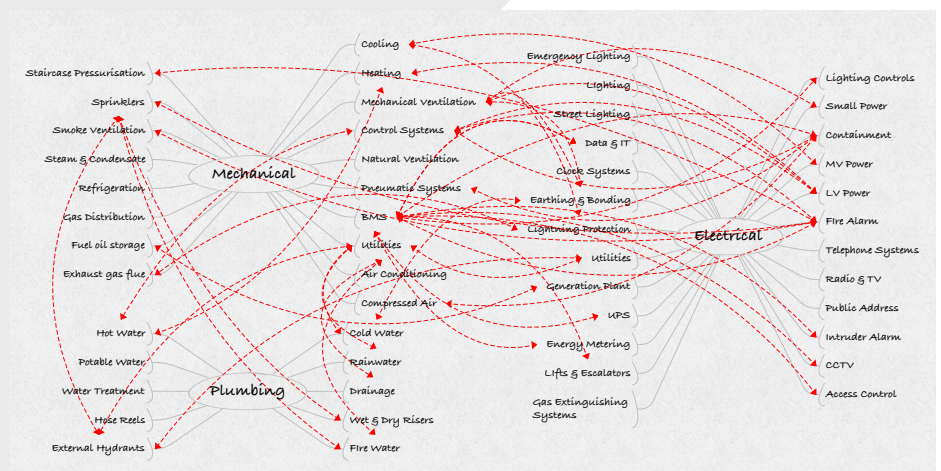 Staircase Pressurisation
Sprinklers
Smoke Ventilation
Steam & Condensate
Refrigeration
Gas Distribution
Fuel oil storage
Exhaust gas flue
Mechanical
Cooling
Heating
Mechanical Ventilation
Control Systems
Natural Ventilation
Pneumatic Systems
BMS
Utilities
Air Conditioning
Compressed Air
Hot Water
Potable Water
Water Treatment
Hose Reels
External Hydrants
Plumbing
Cold Water
Rainwater
Drainage
Wet & Dry Risers
Fire Water
Emergency Lighting
Lighting
Street Lighting
Data & IT
Clock Systems
Earthing & Bonding
Lightning Protection
Utilities
Generation Plant
UPS
Energy Metering
Lifts & Escalators
Gas Extinguishing
Systems
Electrical
Lighting Controls
Small Power
Containment
MV Power
LV Power
Fire Alarm
Telephone Systems
Radio & TV
Public Address
Intruder Alarm
CCTV
Access Control